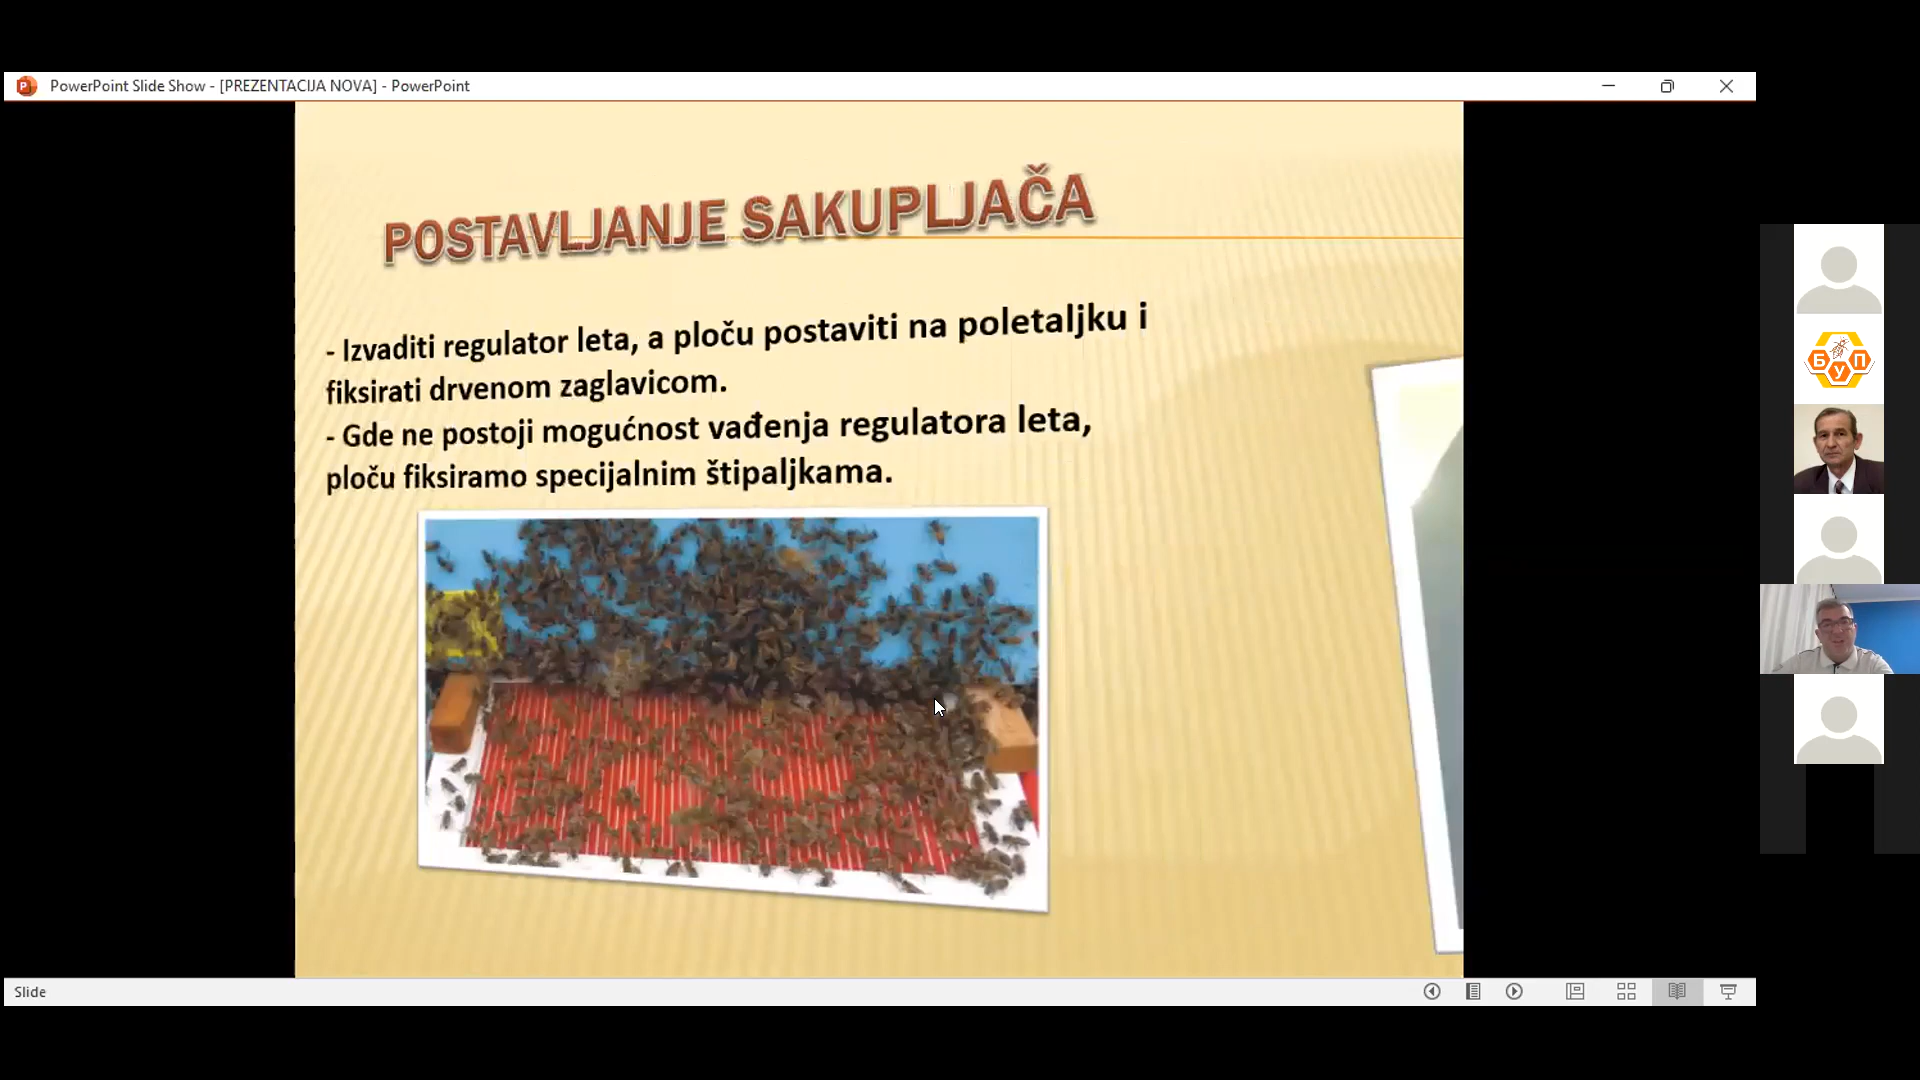 PowerPoint Slide Show - [PREZENTACIJA NOVA] - PowerPoint
POSTAVLJANJE SAKUPLJAČA
- Izvaditi regulator leta, a ploču postaviti na poletaljku i
fiksirati drvenom zaglavicom.
- Gde ne postoji mogućnost vađenja regulatora leta,
ploču fiksiramo specijalnim štipaljkama.
БУП
Slide